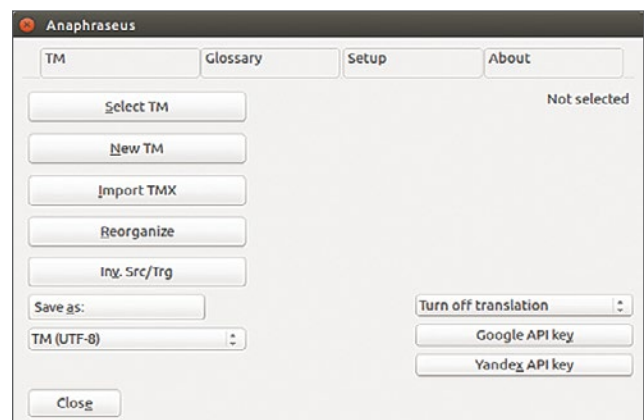 Anaphraseus
TM Glossary Setup About
Select TM
Not selected
New TM
Import TMX
Reorganize
Inv. Src/Trg
Save as:
Turn off translation
TM (UTF-8)
Google API key
Yandex API key
Close